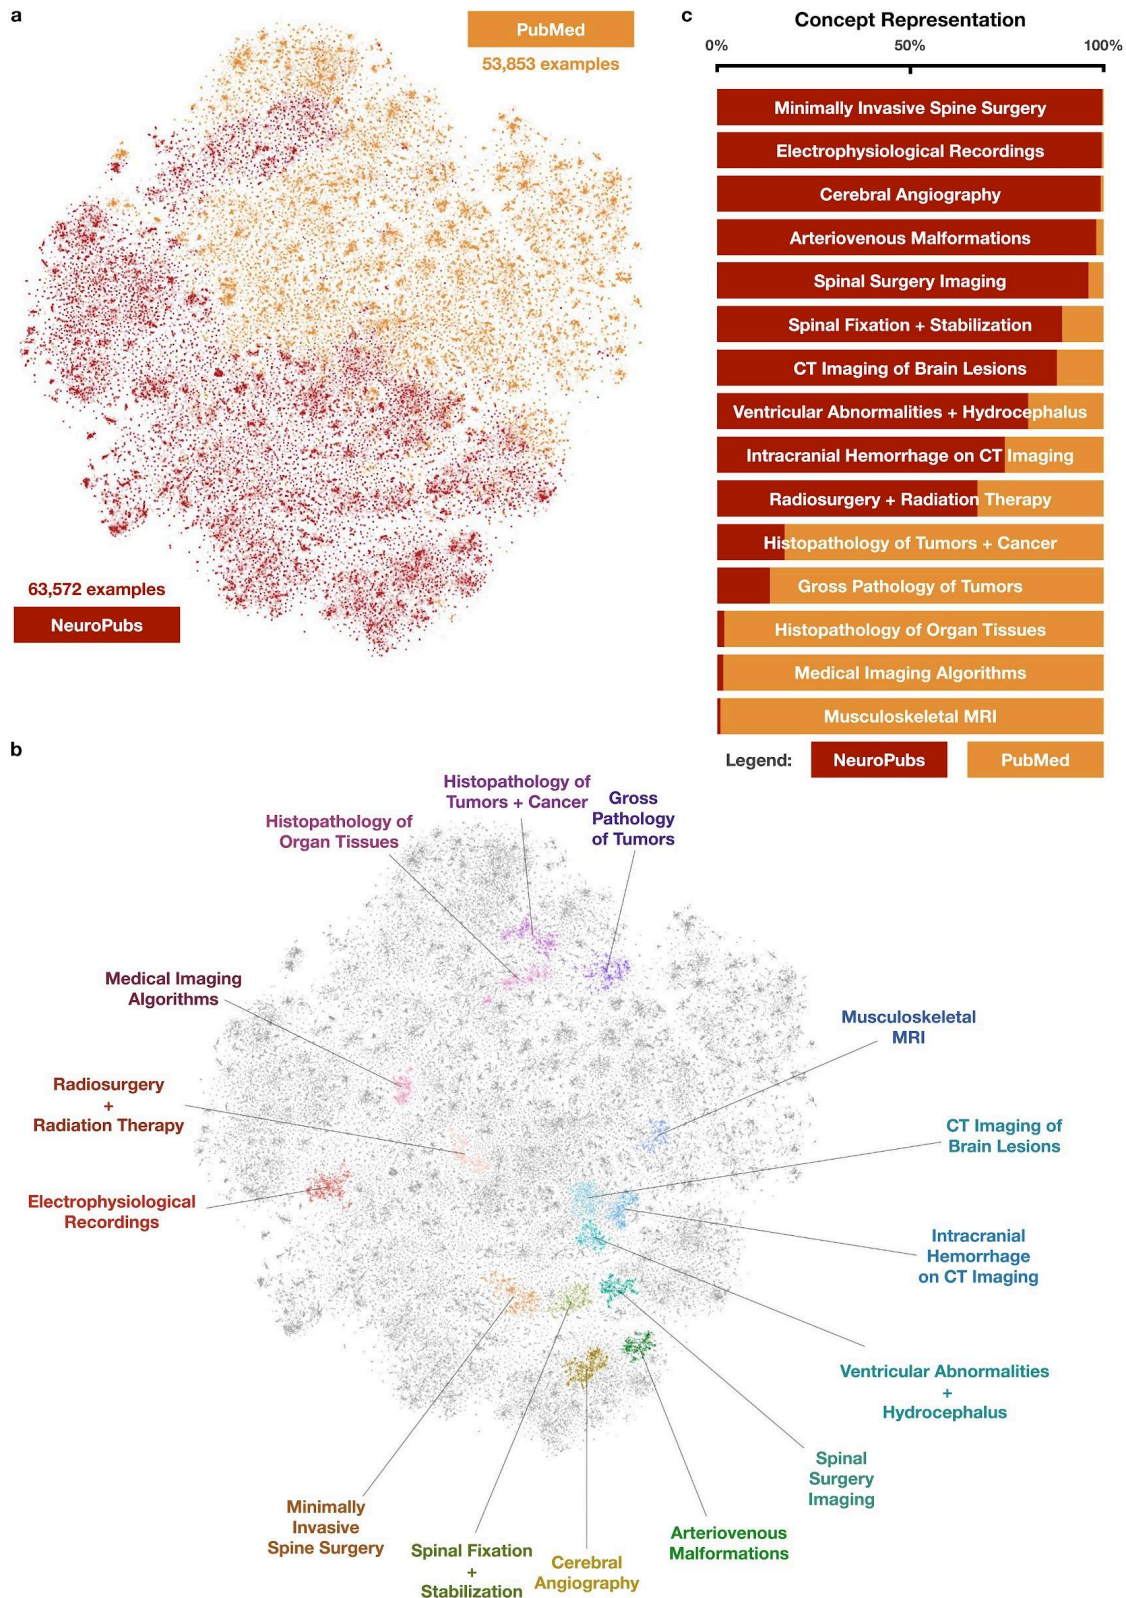 a
PubMed
53,853 examples
63,572 examples
NeuroPubs
c
Concept Representation
0%
50%
100%
Minimally Invasive Spine Surgery
Electrophysiological Recordings
Cerebral Angiography
Arteriovenous Malformations
Spinal Surgery Imaging
Spinal Fixation + Stabilization
CT Imaging of Brain Lesions
Ventricular Abnormalities + Hydrocephalus
Intracranial Hemorrhage on CT Imaging
Radiosurgery + Radiation Therapy
Histopathology of Tumors + Cancer
Gross Pathology of Tumors
Histopathology of Organ Tissues
Medical Imaging Algorithms
Musculoskeletal MRI
Legend:
NeuroPubs
PubMed
b
Histopathology of
Tumors + Cancer
Gross
Pathology
of Tumors
Histopathology of
Organ Tissues
Medical Imaging
Algorithms
Musculoskeletal
MRI
Radiosurgery
+
Radiation Therapy
CT Imaging of
Brain Lesions
Electrophysiological
Recordings
Intracranial
Hemorrhage
on CT Imaging
Ventricular Abnormalities
+
Hydrocephalus
Spinal
Surgery
Imaging
Minimally
Invasive
Spine Surgery
Spinal Fixation
+
Stabilization
Cerebral
Angiography
Arteriovenous
Malformations